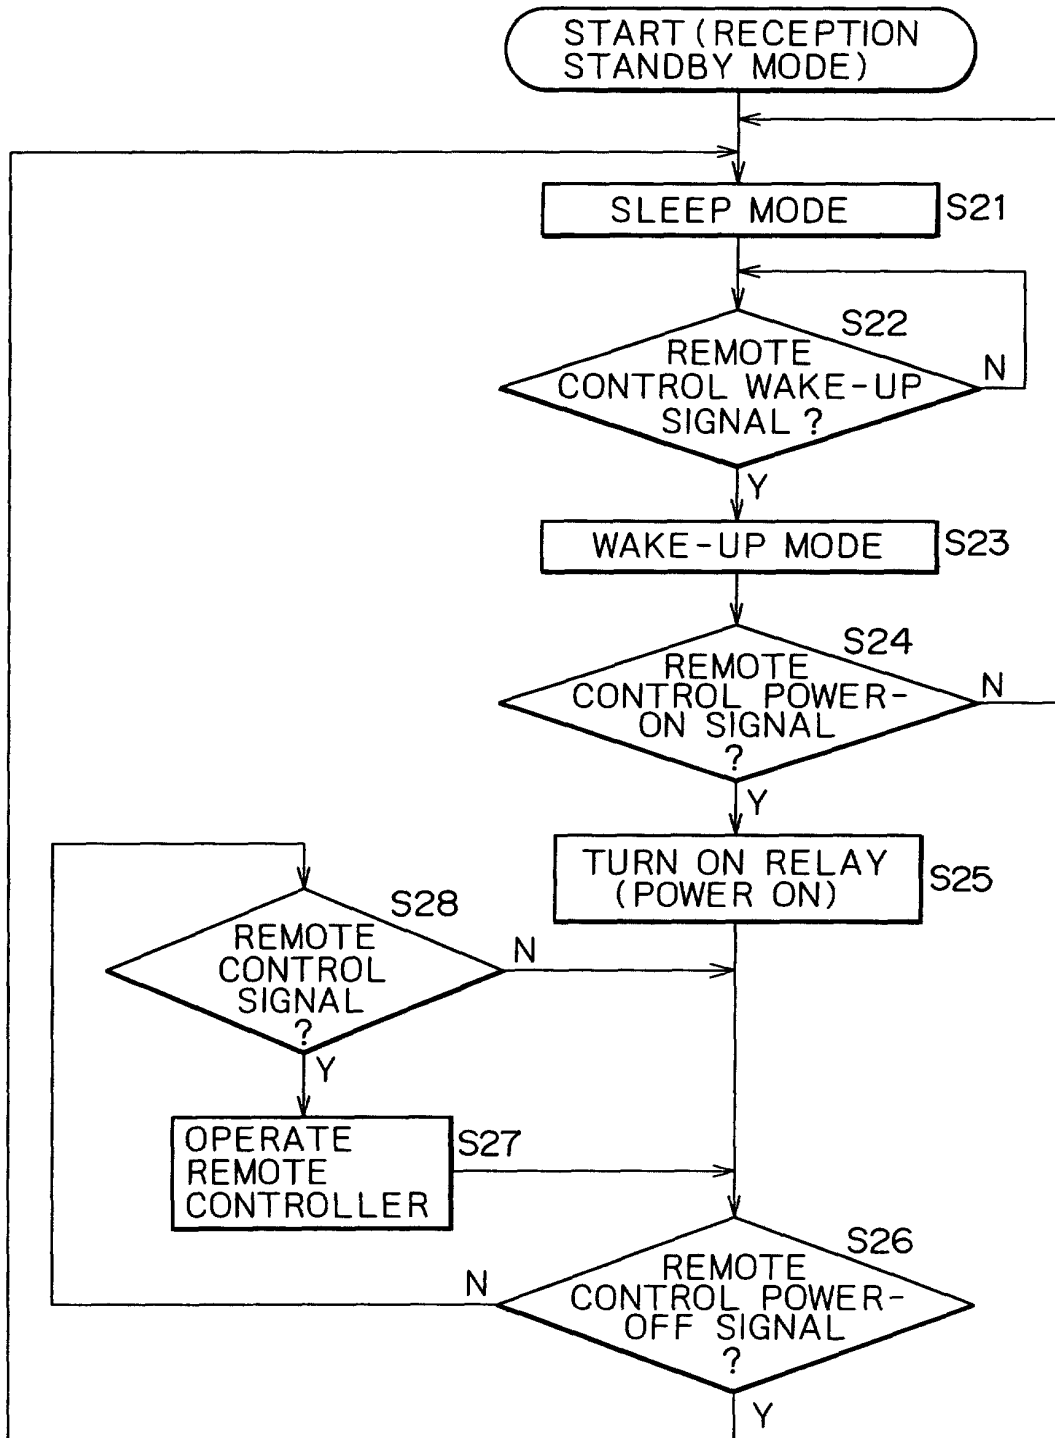 START (RECEPTION
STANDBY MODE)
SLEEP MODE
S21
S22
REMOTE
CONTROL WAKE-UP
SIGNAL ?
N
Y
WAKE-UP MODE
S23
S24
REMOTE
CONTROL POWER-
ON SIGNAL
?
N
Y
TURN ON RELAY
(POWER ON)
S25
S28
REMOTE
CONTROL
SIGNAL
?
N
Y
OPERATE
REMOTE
CONTROLLER
S27
S26
REMOTE
CONTROL POWER-
OFF SIGNAL
?
N
Y